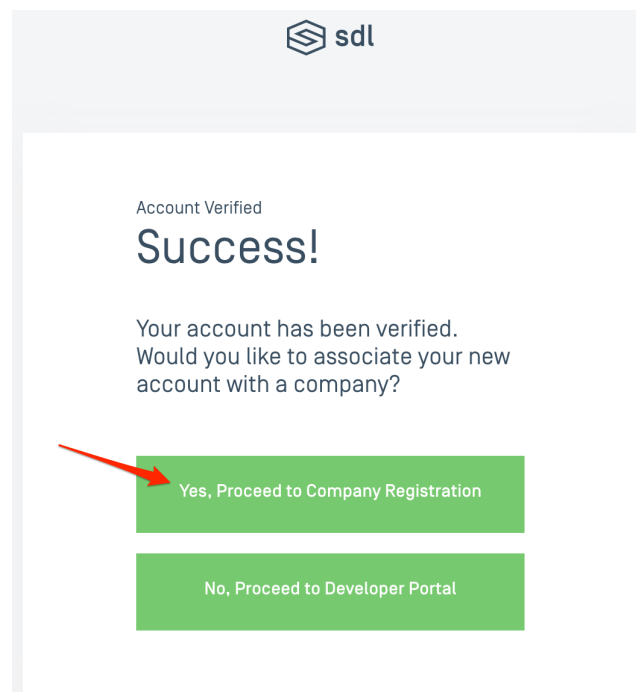 sdl
Account Verified
Success!
Your account has been verified.
Would you like to associate your new
account with a company?
Yes, Proceed to Company Registration
No, Proceed to Developer Portal